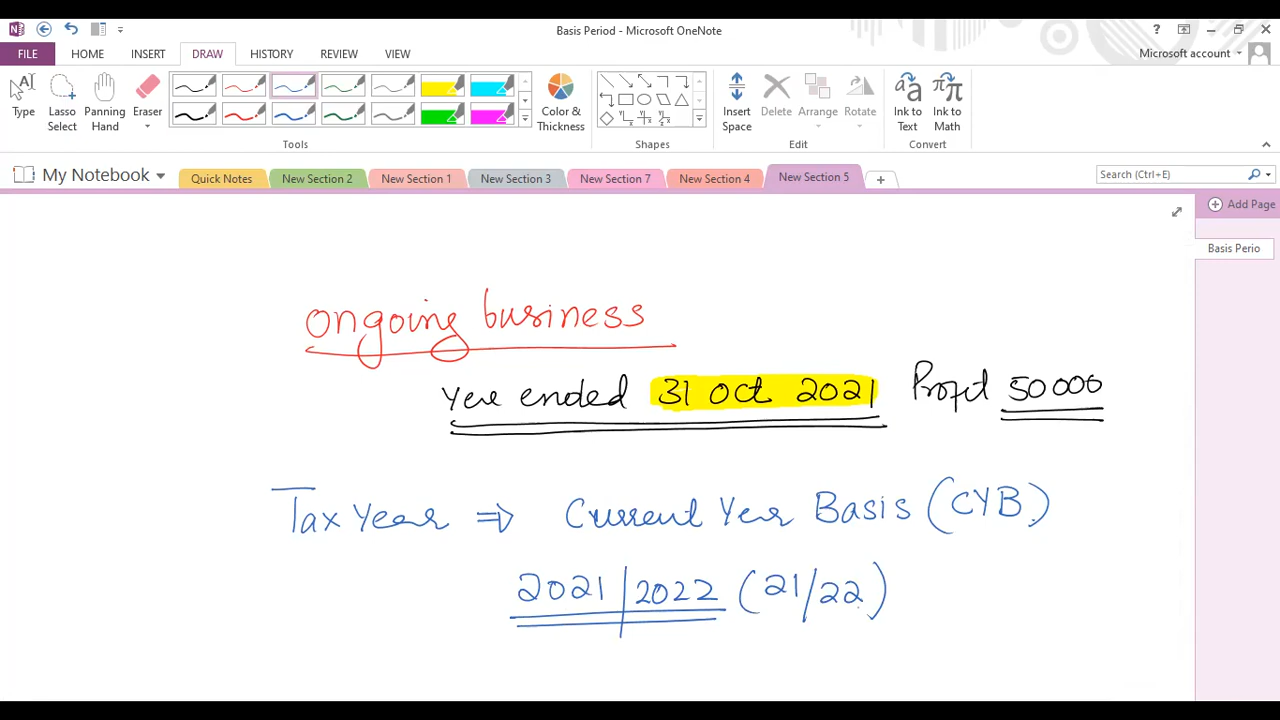 Basis Period - Microsoft OneNote
FILE HOME INSERT DRAW HISTORY REVIEW VIEW
Microsoft account
Type
Lasso Select
Panning Hand
Eraser
Color & Thickness
Insert Space
Delete
Arrange
Rotate
Ink to Text
Ink to Math
Tools Shapes Edit Convert
My Notebook Quick Notes New Section 2 New Section 1 New Section 3 New Section 7 New Section 4 New Section 5 Search (Ctrl+E)
Add Page
Basis Perio
ongoing business
Year ended 31 Oct 2021 Profit 50000
Tax Year ⇒ Current Year Basis (CYB)
2021/2022 (21/22)